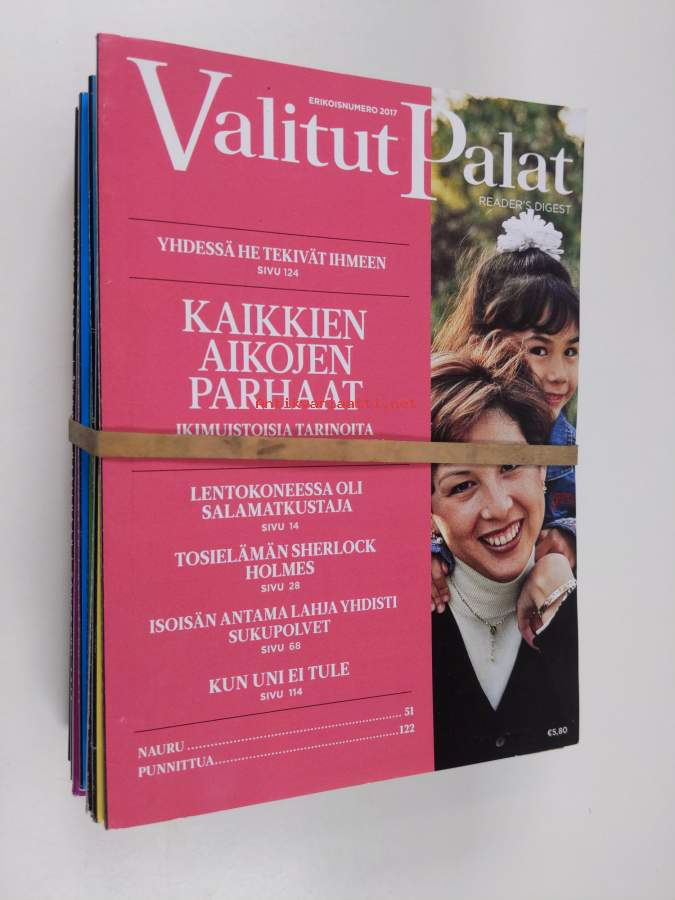 ERIKOISNUMERO 2017
Valitut Palat
READER'S DIGEST
YHDESSÄ HE TEKIVÄT IHMEEN
SIVU 124
KAIKKIEN
AIKOJEN
PARHAAT
antikvariaatti.net
IKIMUISTOISIA TARINOITA
LENTOKONEESSA OLI
SALAMATKUSTAJA
SIVU 14
TOSIELÄMÄN SHERLOCK
HOLMES
SIVU 28
ISOISÄN ANTAMA LAHJA YHDISTI
SUKUPOLVET
SIVU 68
KUN UNI EI TULE
SIVU 114
NAURU 51
PUNNITTUA 122
€5,80